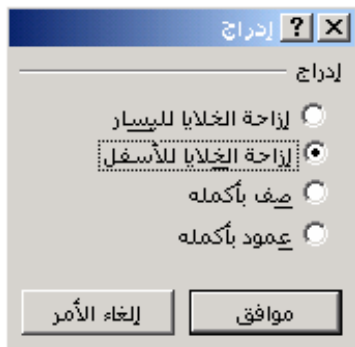 إدراج
إدراج
إزاحة الخلايا لليسار
إزاحة الخلايا للأسفل
صف بأكمله
عمود بأكمله
موافق
إلغاء الأمر